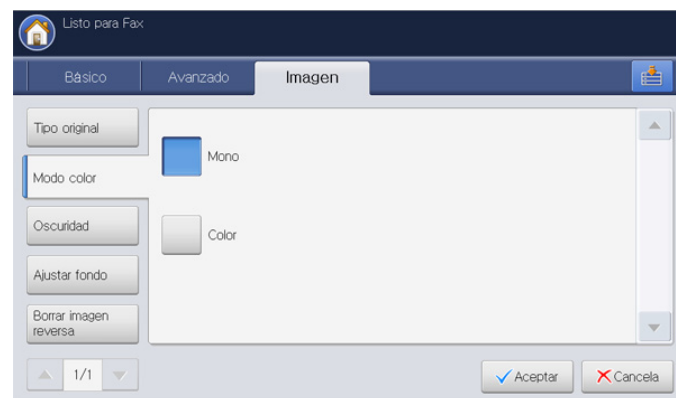 Listo para Fax
Básico
Avanzado
Imagen
Tipo original
Modo color
Oscuridad
Ajustar fondo
Borrar imagen
reversa
Mono
Color
1/1
Aceptar
Cancela